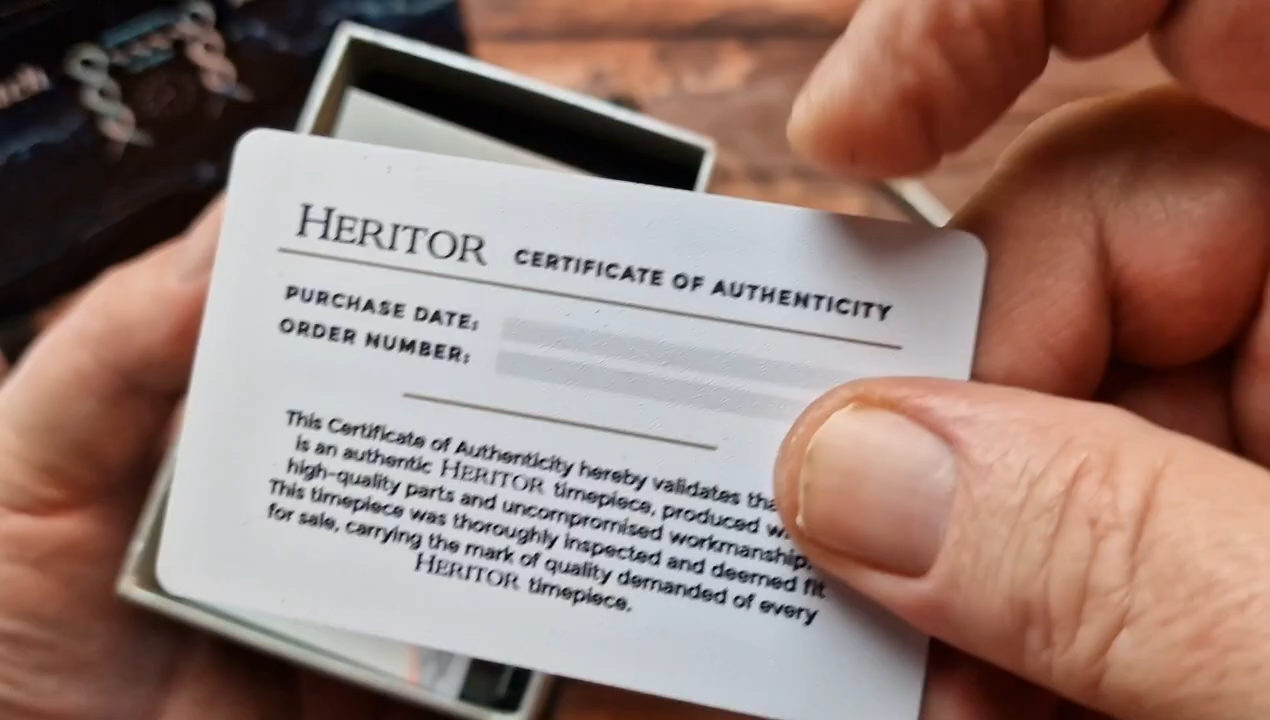 HERITOR CERTIFICATE OF AUTHENTICITY
PURCHASE DATE:
ORDER NUMBER:
This Certificate of Authenticity hereby validates
is an authentic HERITOR timepiece, produced
high-quality parts and uncompromised workmanship.
This timepiece was thoroughly inspected and deemed fit
for sale, carrying the mark of quality demanded of every
HERITOR timepiece.